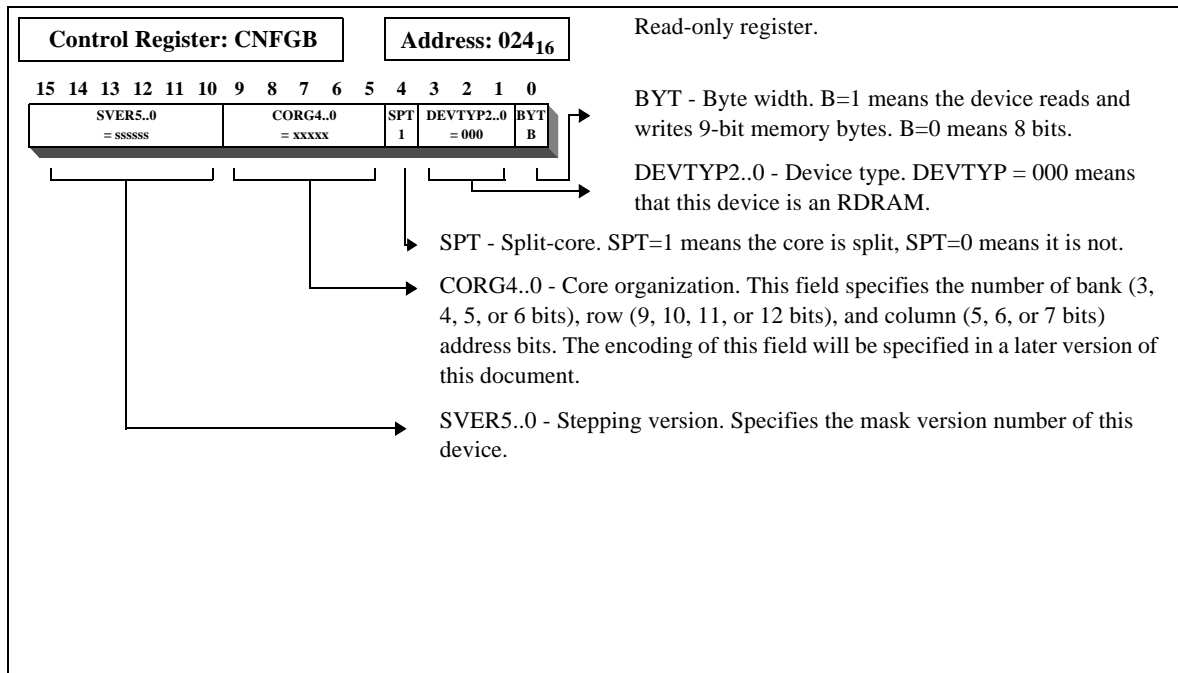 Control Register: CNFGB
Address: 024₁₆
Read-only register.
15 14 13 12 11 10 9 8 7 6 5 4 3 2 1 0
SVER5..0 CORG4..0 SPT DEVTYP2..0 BYT
= ssssss = xxxxx 1 = 000 B
BYT - Byte width. B=1 means the device reads and
writes 9-bit memory bytes. B=0 means 8 bits.
DEVTYP2..0 - Device type. DEVTYP = 000 means
that this device is an RDRAM.
SPT - Split-core. SPT=1 means the core is split, SPT=0 means it is not.
CORG4..0 - Core organization. This field specifies the number of bank (3,
4, 5, or 6 bits), row (9, 10, 11, or 12 bits), and column (5, 6, or 7 bits)
address bits. The encoding of this field will be specified in a later version of
this document.
SVER5..0 - Stepping version. Specifies the mask version number of this
device.